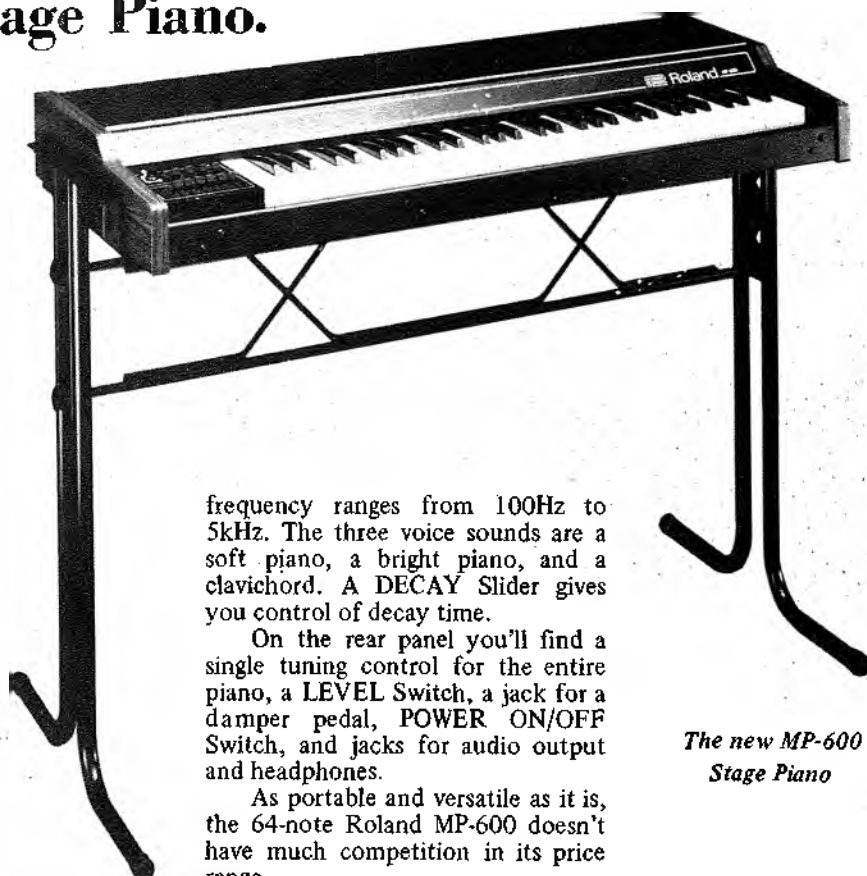 age Piano.
Roland
frequency ranges from 100Hz to
5kHz. The three voice sounds are a
soft piano, a bright piano, and a
clavichord. A DECAY Slider gives
you control of decay time.
On the rear panel you'll find a
single tuning control for the entire
piano, a LEVEL Switch, a jack for a
damper pedal, POWER ON/OFF
Switch, and jacks for audio output
and headphones.
As portable and versatile as it is,
the 64-note Roland MP-600 doesn't
have much competition in its price
The new MP-600
Stage Piano